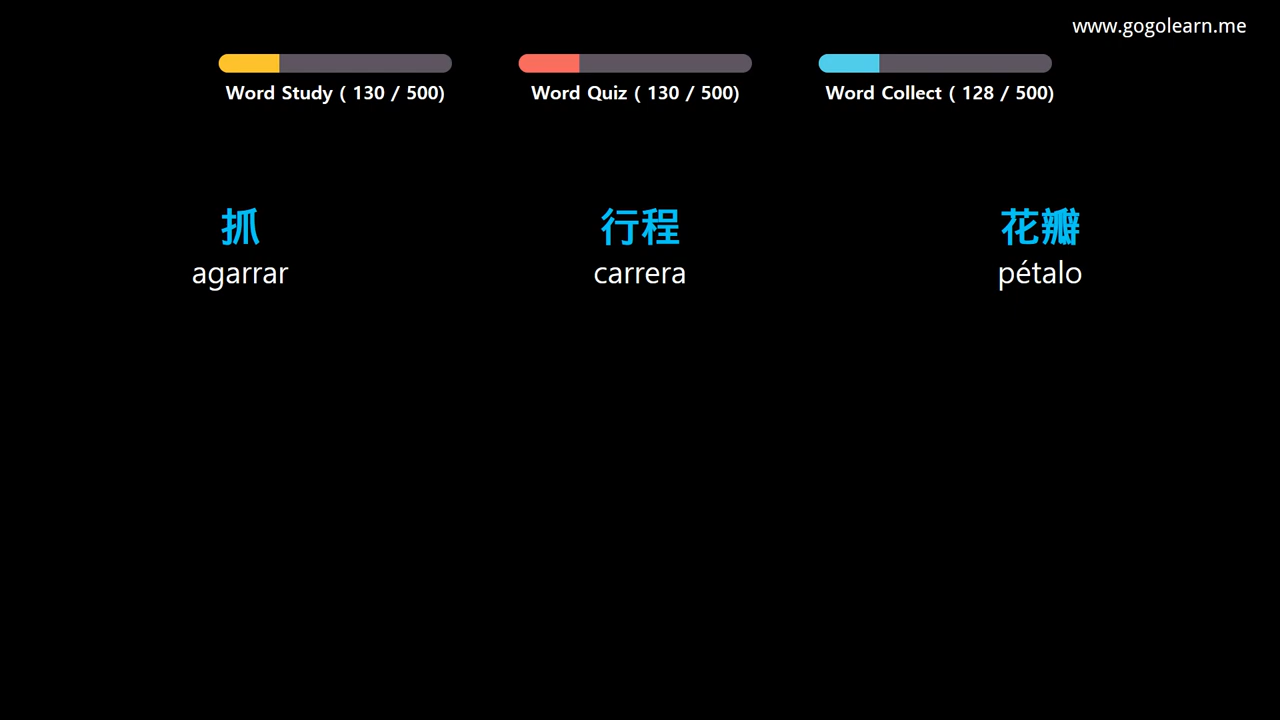 www.gogolearn.me
Word Study ( 130 / 500)
Word Quiz ( 130 / 500)
Word Collect ( 128 / 500)
抓
agarrar
行程
carrera
花瓣
pétalo